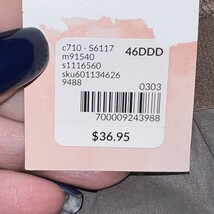 c710 - S6117 46DDD
m91540
s1116560
sku601134626
9488 0303
700009243988
$36.95